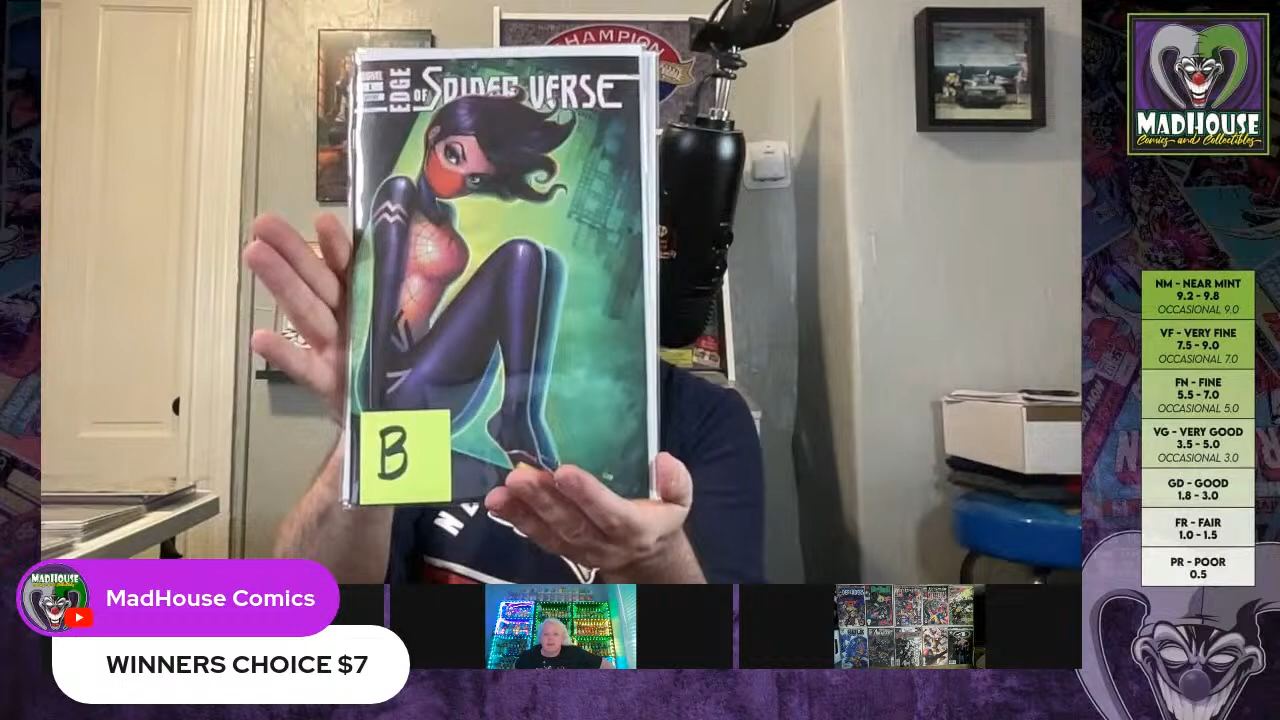 CHAMPION
MARVEL
EDGE
OF SPIDER VERSE
B
N
MADHOUSE
Comics and Collectibles
NM - NEAR MINT
9.2 - 9.8
OCCASIONAL 9.0
VF - VERY FINE
7.5 - 9.0
OCCASIONAL 7.0
FN - FINE
5.5 - 7.0
OCCASIONAL 5.0
VG - VERY GOOD
3.5 - 5.0
OCCASIONAL 3.0
GD - GOOD
1.8 - 3.0
FR - FAIR
1.0 - 1.5
PR - POOR
0.5
MADHOUSE
MadHouse Comics
WINNERS CHOICE $7